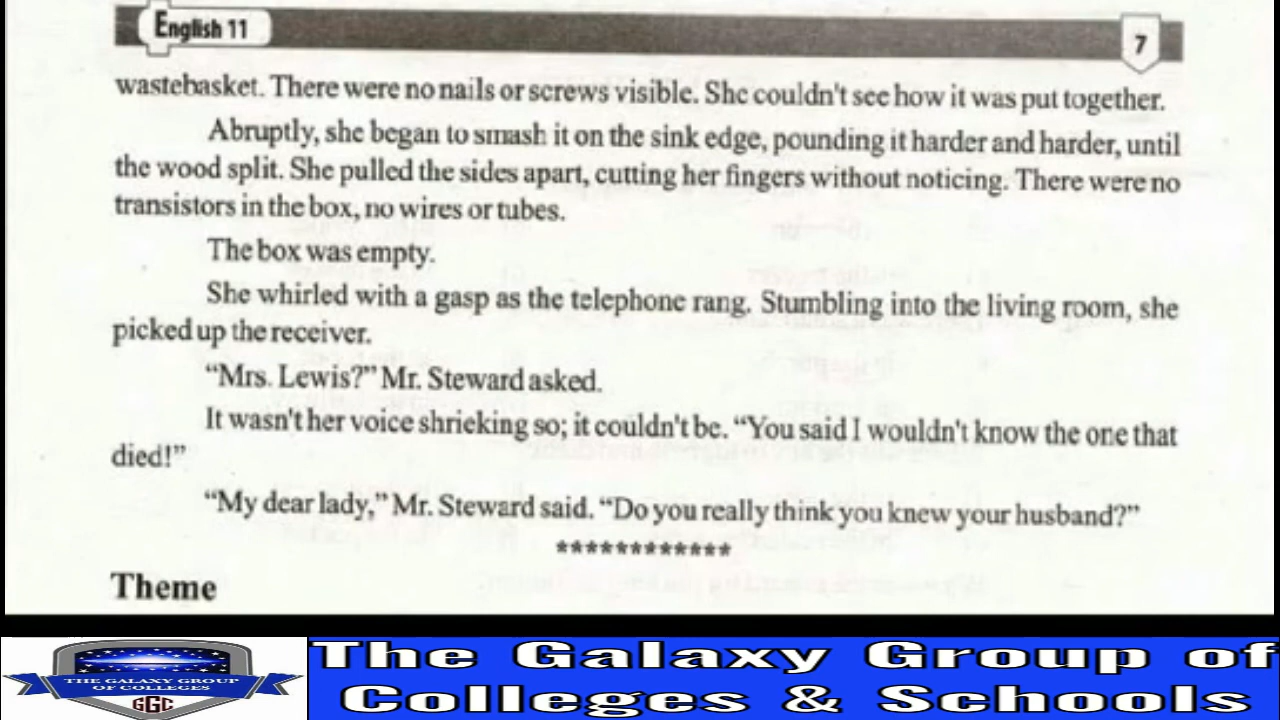 English 11
7
wastebasket. There were no nails or screws visible. She couldn't see how it was put together.
Abruptly, she began to smash it on the sink edge, pounding it harder and harder, until
the wood split. She pulled the sides apart, cutting her fingers without noticing. There were no
transistors in the box, no wires or tubes.
The box was empty.
She whirled with a gasp as the telephone rang. Stumbling into the living room, she
picked up the receiver.
“Mrs. Lewis?” Mr. Steward asked.
It wasn't her voice shrieking so; it couldn't be. “You said I wouldn't know the one that
died!”
“My dear lady,” Mr. Steward said. “Do you really think you knew your husband?”
************
Theme
THE GALAXY GROUP
OF COLLEGES
GGC
The Galaxy Group of
Colleges & Schools